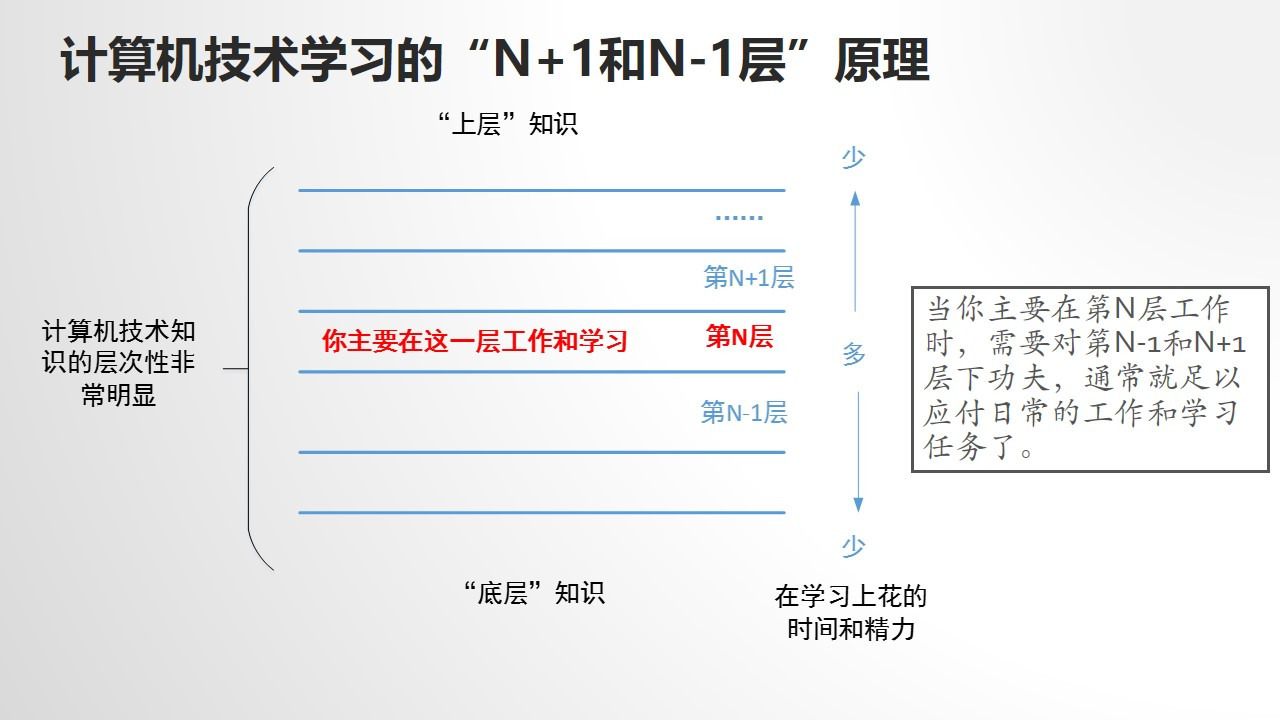 计算机技术学习的“N+1和N-1层”原理
“上层”知识
少
······
第N+1层
你主要在这一层工作和学习
第N层
多
第N-1层
计算机技术知
识的层次性非
常明显
当你主要在第N层工作
时，需要对第N-1和N+1
层下功夫，通常就足以
应付日常的工作和学习
任务了。
少
“底层”知识
在学习上花的
时间和精力